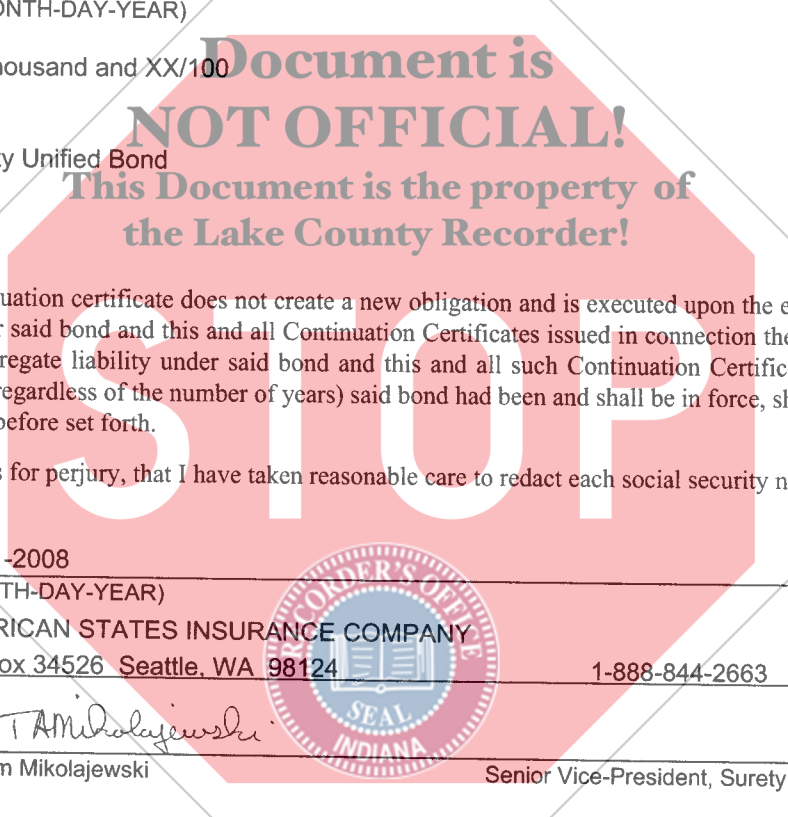 ONTH-DAY-YEAR)
Document is
housand and XX/100
NOT OFFICIAL!
y Unified Bond
This Document is the property of
the Lake County Recorder!
uation certificate does not create a new obligation and is executed upon the e
r said bond and this and all Continuation Certificates issued in connection the
regate liability under said bond and this and all such Continuation Certific
regardless of the number of years) said bond had been and shall be in force, sh
before set forth.
STOP
s for perjury, that I have taken reasonable care to redact each social security n
-2008
TH-DAY-YEAR)
RICAN STATES INSURANCE COMPANY
ox 34526 Seattle, WA 98124 1-888-844-2663
RECORDER'S OFFICE
SEAL
INDIANA
TAMikolajewski
m Mikolajewski Senior Vice-President, Surety